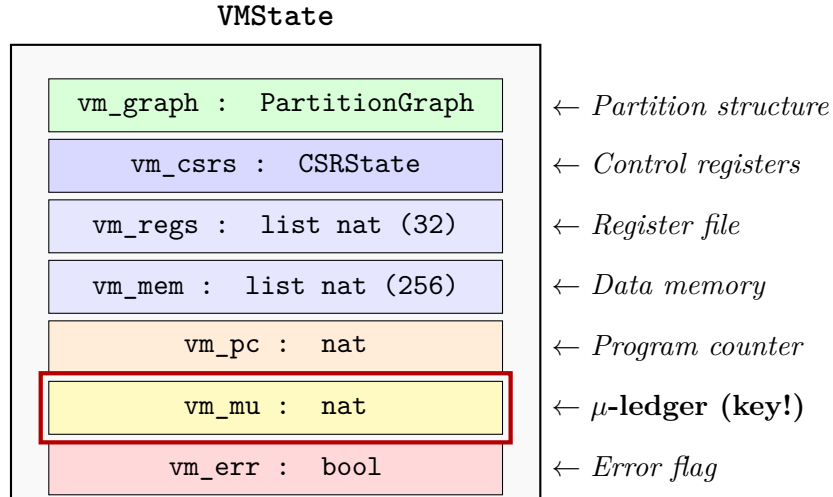 VMState
vm_graph : PartitionGraph ← Partition structure
vm_csrs : CSRState ← Control registers
vm_regs : list nat (32) ← Register file
vm_mem : list nat (256) ← Data memory
vm_pc : nat ← Program counter
vm_mu : nat ← μ-ledger (key!)
vm_err : bool ← Error flag